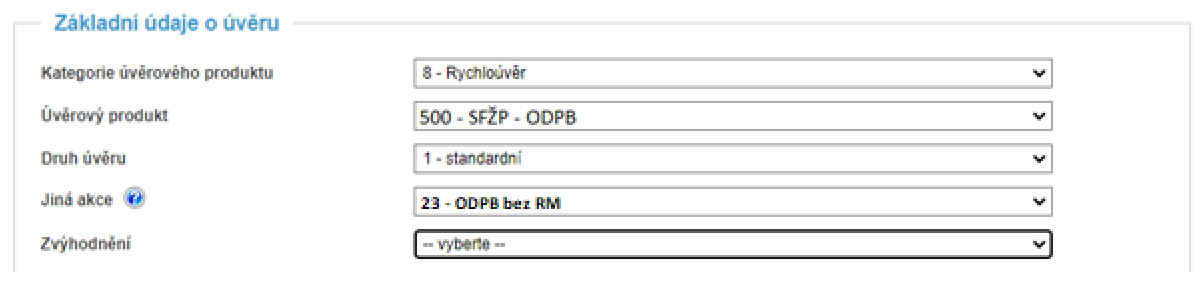 Základní údaje o úvěru
Kategorie úvěrového produktu 8 - Rychloúvěr
Úvěrový produkt 500 - SFŽP - ODPB
Druh úvěru 1 - standardní
Jiná akce ? 23 - ODPB bez RM
Zvýhodnění -- vyberte --